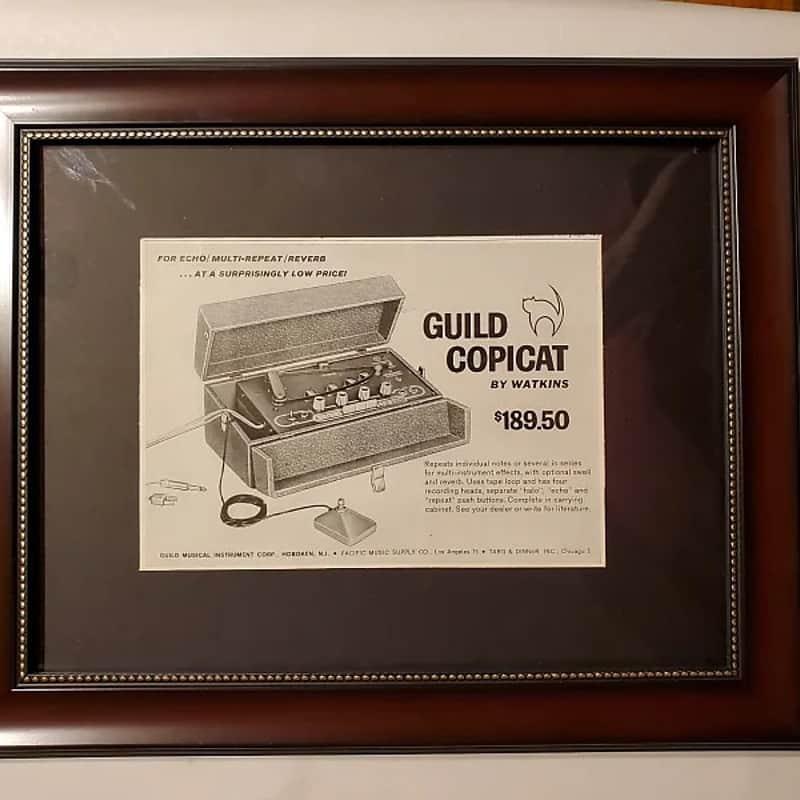 FOR ECHO/MULTI-REPEAT/REVERB
...AT A SURPRISINGLY LOW PRICE!
GUILD
COPICAT
BY WATKINS
$189.50
Repeats individual notes or several in series
for multi-instrument effects, with optional swell
and reverb. Uses tape loop and has four
recording heads, separate "halo", "echo" and
"repeat" push buttons. Complete in carrying
cabinet. See your dealer or write for literature.
GUILD MUSICAL INSTRUMENT CORP., HOBOKEN, N.J. • PACIFIC MUSIC SUPPLY CO., Los Angeles 15 • TARG & DINNER INC., Chicago 5